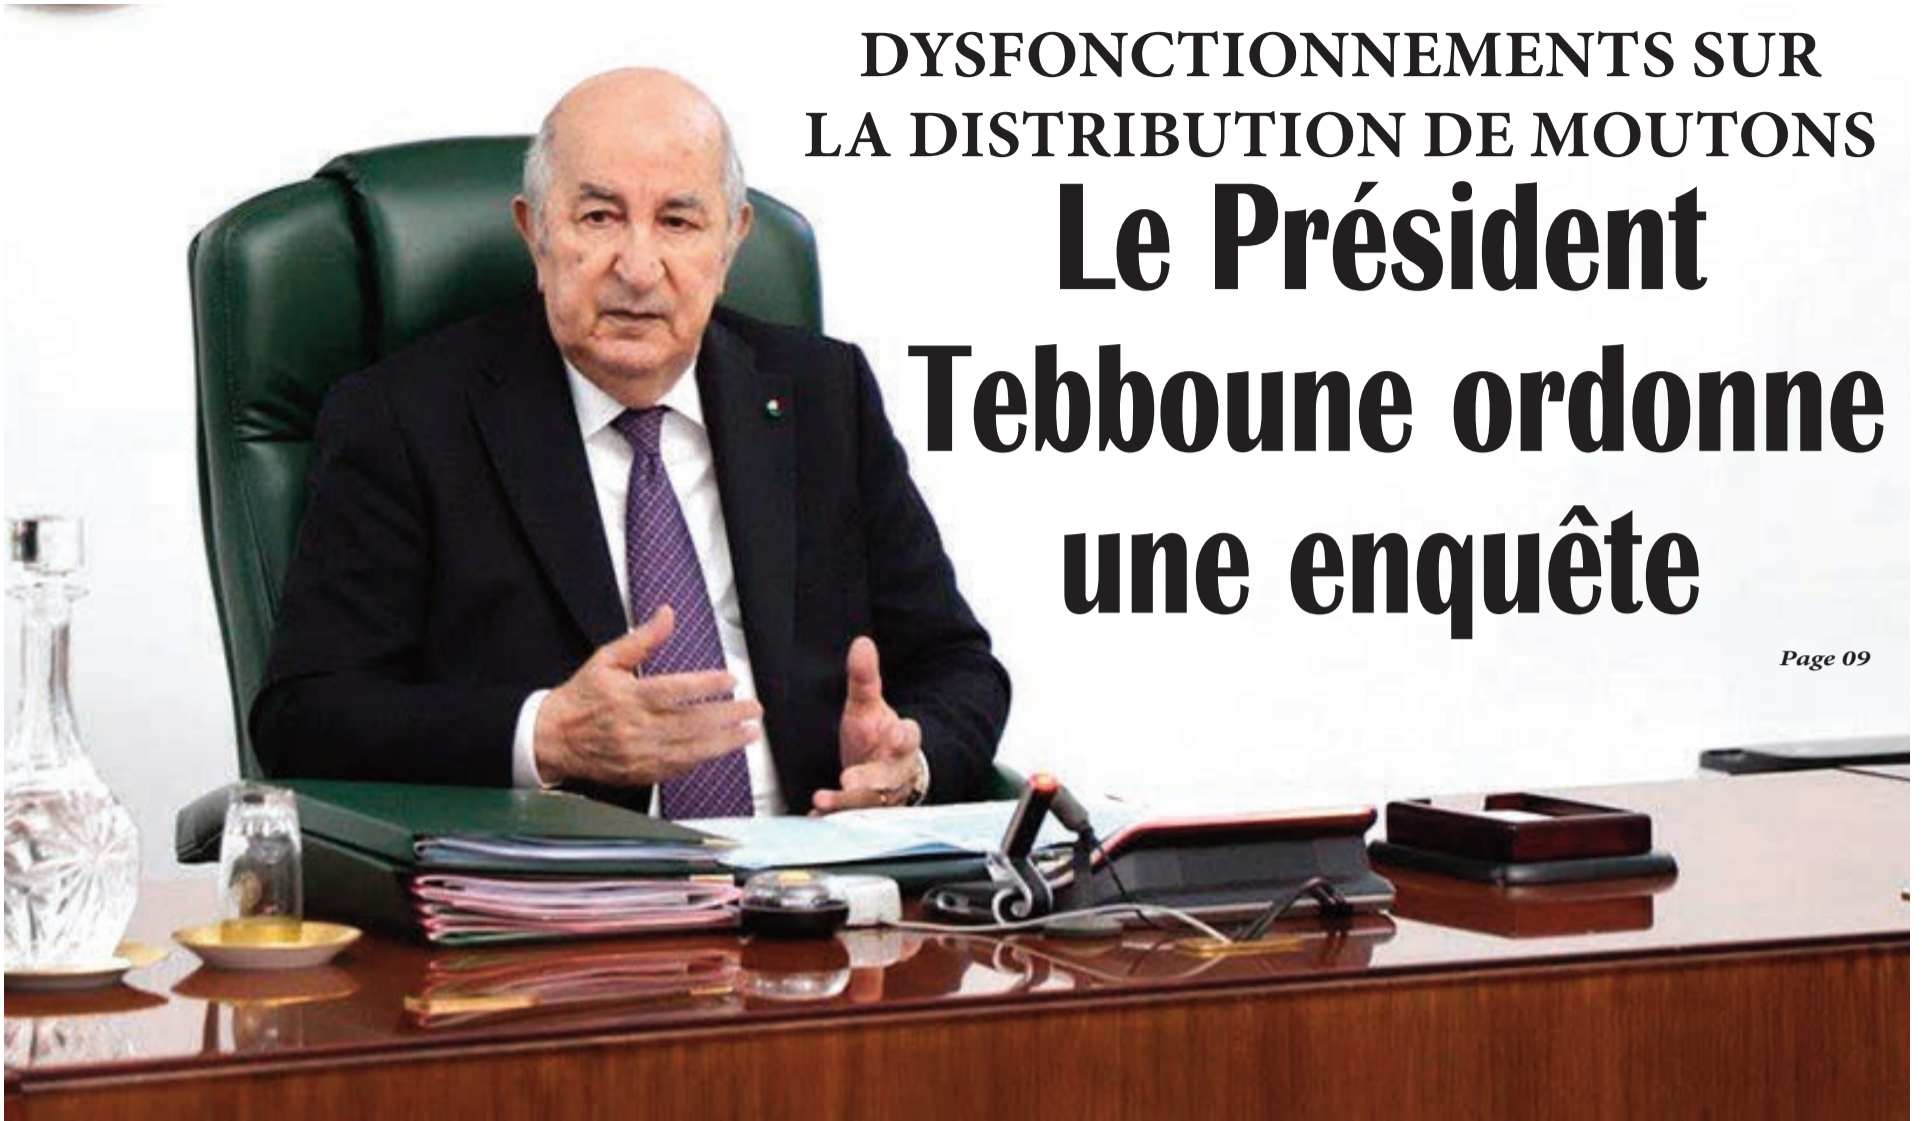 DYSFONCTIONNEMENTS SUR
LA DISTRIBUTION DE MOUTONS
Le Président
Tebboune ordonne
une enquête
Page 09